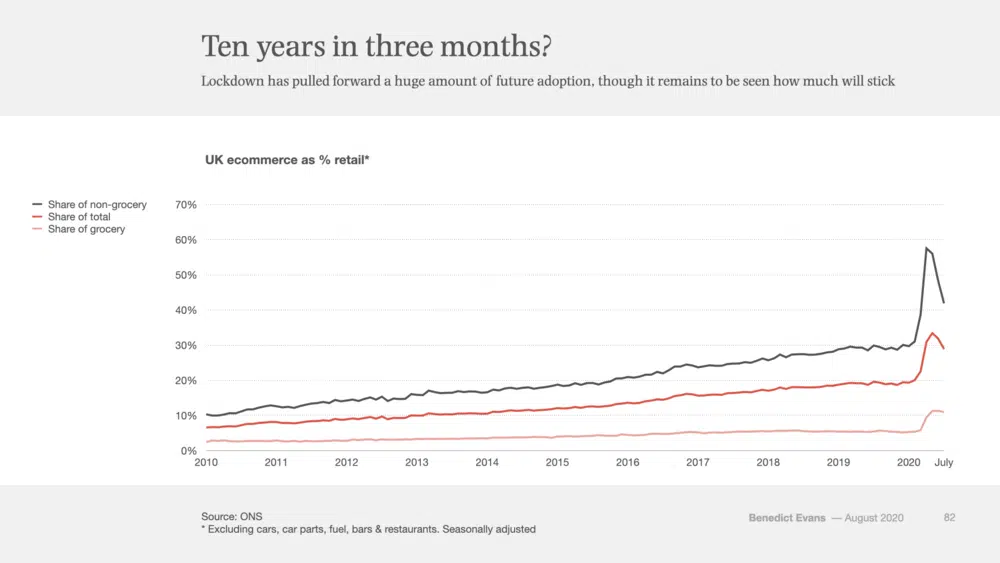 Ten years in three months?
Lockdown has pulled forward a huge amount of future adoption, though it remains to be seen how much will stick
UK ecommerce as % retail*
Share of non-grocery
Share of total
Share of grocery
70%
60%
50%
40%
30%
20%
10%
0%
2010 2011 2012 2013 2014 2015 2016 2017 2018 2019 2020 July
Source: ONS
* Excluding cars, car parts, fuel, bars & restaurants. Seasonally adjusted
Benedict Evans — August 2020 82